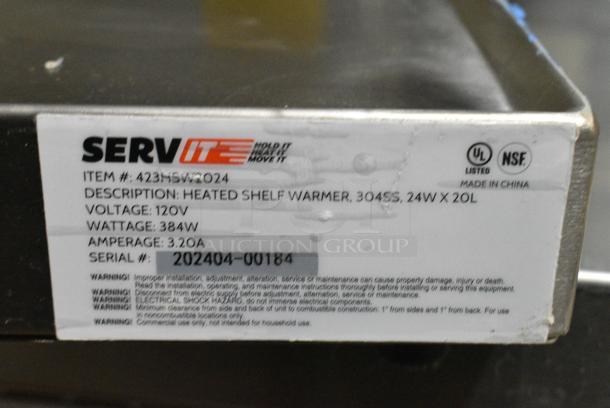 SERVIT HOLD IT
HEAT IT
MOVE IT
ITEM #: 423HSW2024
DESCRIPTION: HEATED SHELF WARMER, 304SS, 24W X 20L
VOLTAGE: 120V
WATTAGE: 384W
AMPERAGE: 3.20A
SERIAL #: 202404-00184
UL LISTED
NSF
MADE IN CHINA
AUCTION GROUP
WARNING! Improper installation, adjustment, alteration, service or maintenance can cause property damage, injury or death.
Read the installation, operating, and maintenance instructions thoroughly before installing or serving this equipment.
WARNING! Disconnect from electric supply before adjustment, alteration, service or maintenance.
WARNING! ELECTRICAL SHOCK HAZARD, do not immerse electrical components.
WARNING! Minimum clearance from side and back of unit to combustible construction: 1" from sides and 1" from back. For use
in noncombustible locations only.
WARNING! Commercial use only, not intended for household use.